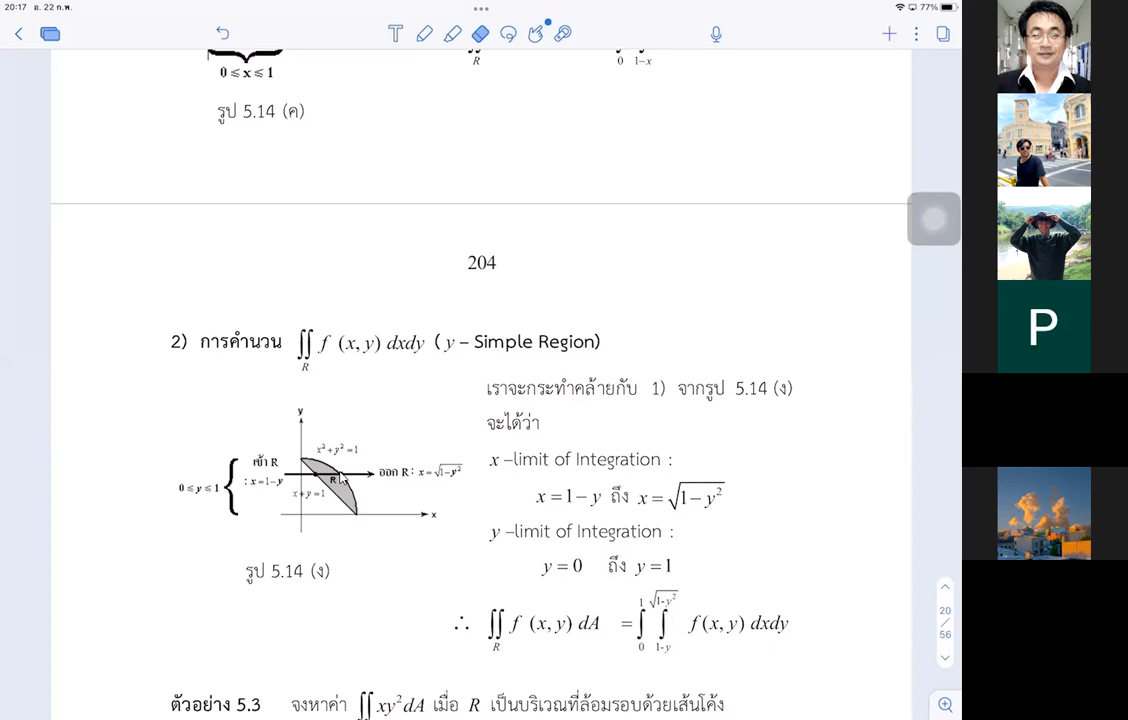 20:17 อ. 22 ก.พ.
77%
0 ≤ x ≤ 1
R
0 1-x
รูป 5.14 (ค)
204
2) การคำนวน ∬ f (x, y) dxdy ( y – Simple Region)
R
เราจะกระทำคล้ายกับ 1) จากรูป 5.14 (ง)
จะได้ว่า
y
x² + y² = 1
เข้า R
: x = 1-y
ออก R : x = √1-y²
0 ≤ y ≤ 1
R
x + y = 1
x
x –limit of Integration :
x = 1 − y ถึง x = √1 − y²
y –limit of Integration :
y = 0 ถึง y = 1
รูป 5.14 (ง)
1 √1-y²
∴ ∬ f (x, y) dA = ∫ ∫ f (x, y) dxdy
R 0 1-y
ตัวอย่าง 5.3 จงหาค่า ∬ xy² dA เมื่อ R เป็นบริเวณที่ล้อมรอบด้วยเส้นโค้ง
20
/
56
P